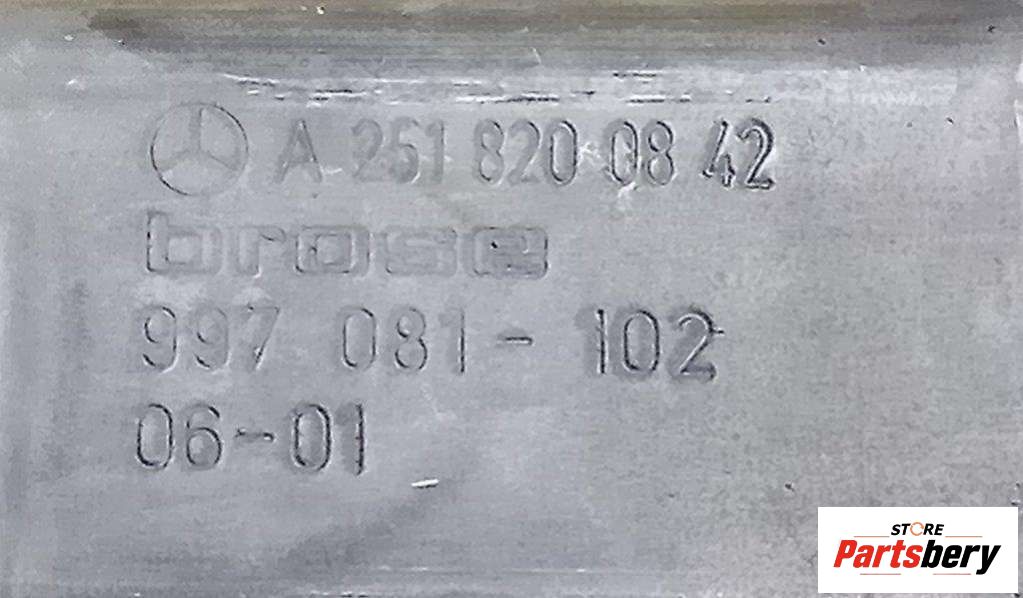 A 251 820 08 42
brose
997 081-102
06-01
STORE
Partsbery